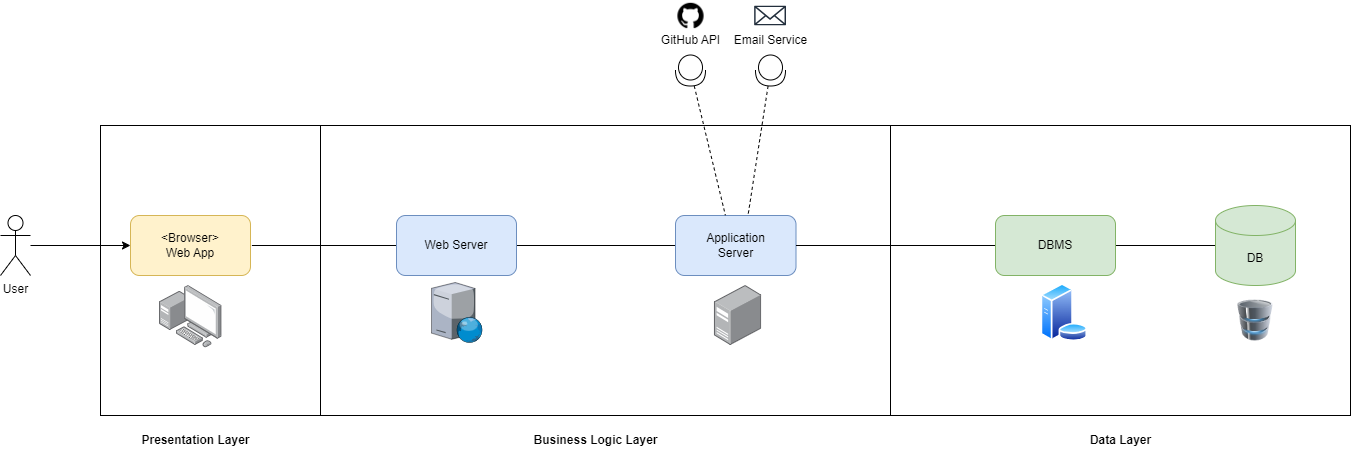 GitHub API
Email Service
<Browser>
Web App
Web Server
Application
Server
DBMS
DB
User
Presentation Layer
Business Logic Layer
Data Layer